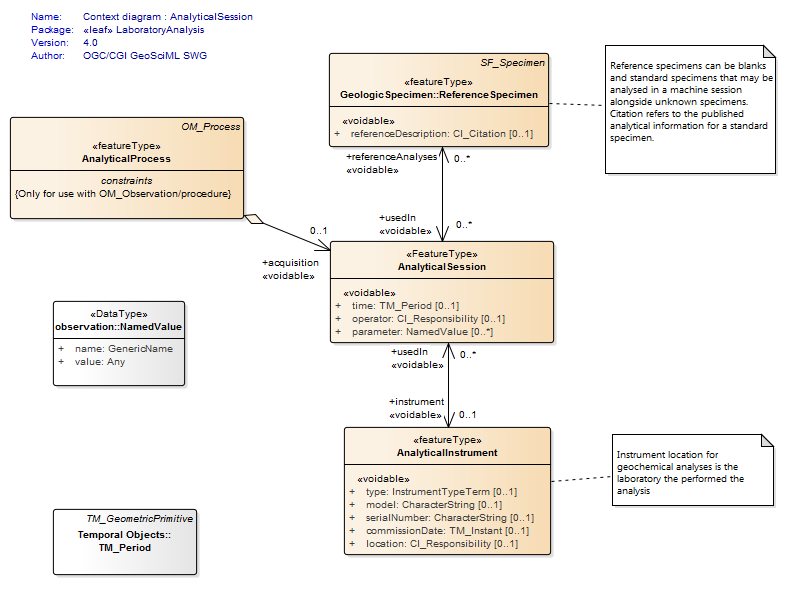 Name: Context diagram : AnalyticalSession
Package: «leaf» LaboratoryAnalysis
Version: 4.0
Author: OGC/CGI GeoSciML SWG
SF_Specimen
«featureType»
GeologicSpecimen::ReferenceSpecimen
«voidable»
+ referenceDescription: CI_Citation [0..1]
Reference specimens can be blanks
and standard specimens that may be
analysed in a machine session
alongside unknown specimens.
Citation refers to the published
analytical information for a standard
specimen.
OM_Process
«featureType»
AnalyticalProcess
constraints
{Only for use with OM_Observation/procedure}
+referenceAnalyses 0..*
«voidable»
+usedIn 0..*
«voidable»
0..1
+acquisition
«voidable»
«FeatureType»
AnalyticalSession
«voidable»
+ time: TM_Period [0..1]
+ operator: CI_Responsibility [0..1]
+ parameter: NamedValue [0..*]
«DataType»
observation::NamedValue
+ name: GenericName
+ value: Any
+usedIn 0..*
«voidable»
+instrument
«voidable» 0..1
«featureType»
AnalyticalInstrument
«voidable»
+ type: InstrumentTypeTerm [0..1]
+ model: CharacterString [0..1]
+ serialNumber: CharacterString [0..1]
+ commissionDate: TM_Instant [0..1]
+ location: CI_Responsibility [0..1]
Instrument location for
geochemical analyses is the
laboratory the performed the
analysis
TM_GeometricPrimitive
Temporal Objects::
TM_Period